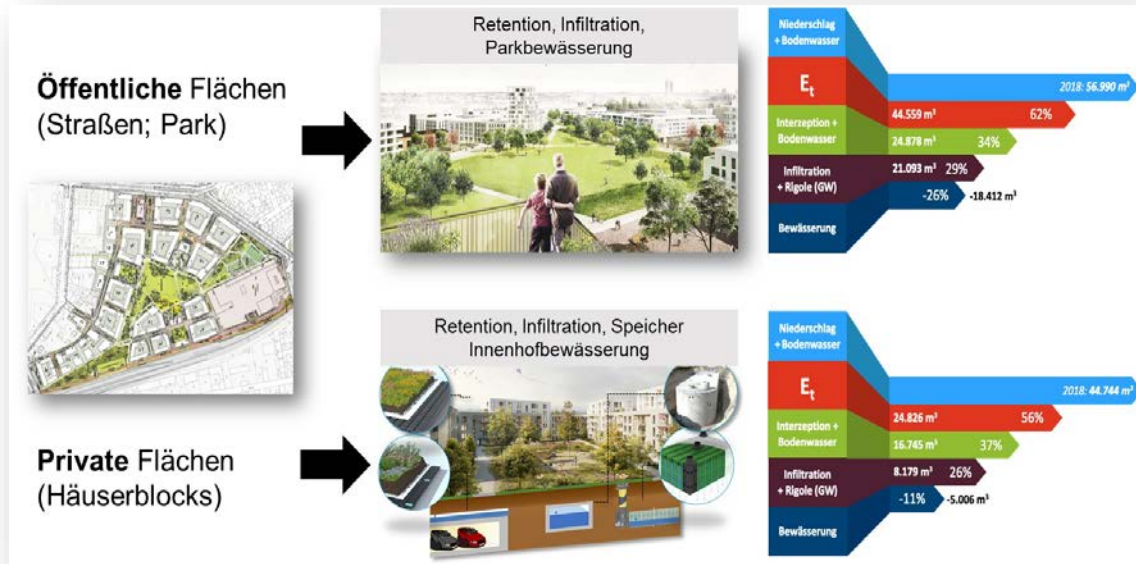 Öffentliche Flächen
(Straßen; Park)
Retention, Infiltration,
Parkbewässerung
Niederschlag
+ Bodenwasser
2018: 56.990 m³
Et
44.559 m³ 62%
Interzeption +
Bodenwasser
24.878 m³ 34%
Infiltration
+ Rigole (GW)
21.093 m³ 29%
-26% -18.412 m³
Bewässerung
Private Flächen
(Häuserblocks)
Retention, Infiltration, Speicher
Innenhofbewässerung
Niederschlag
+ Bodenwasser
2018: 44.744 m³
Et
24.826 m³ 56%
Interzeption +
Bodenwasser
16.745 m³ 37%
Infiltration
+ Rigole (GW)
8.179 m³ 26%
-11% -5.006 m³
Bewässerung